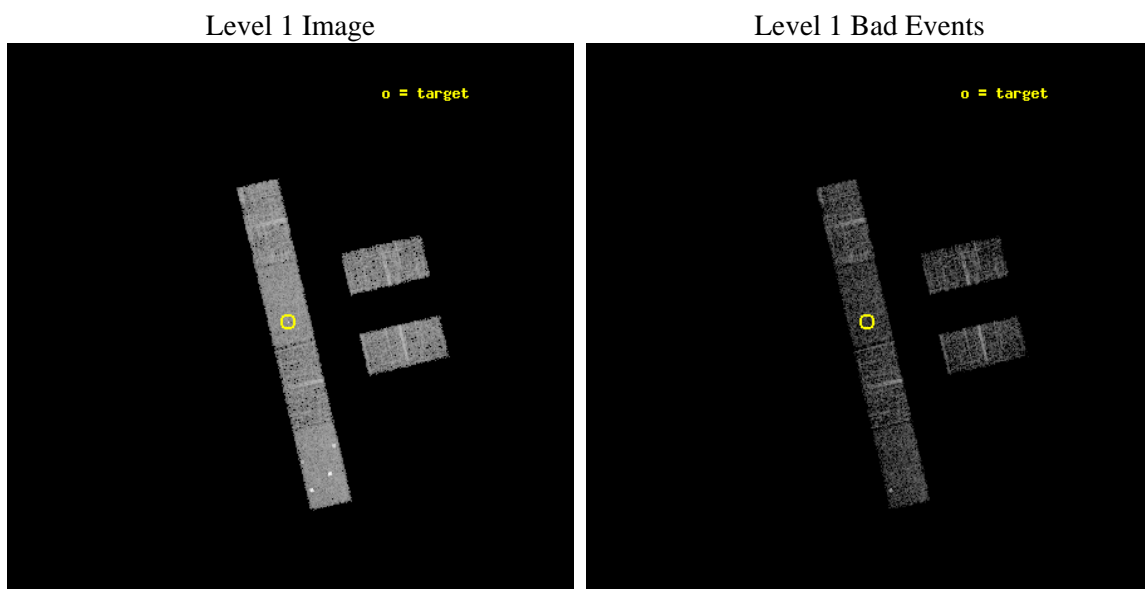 Level 1 Image
Level 1 Bad Events
o = target
o = target